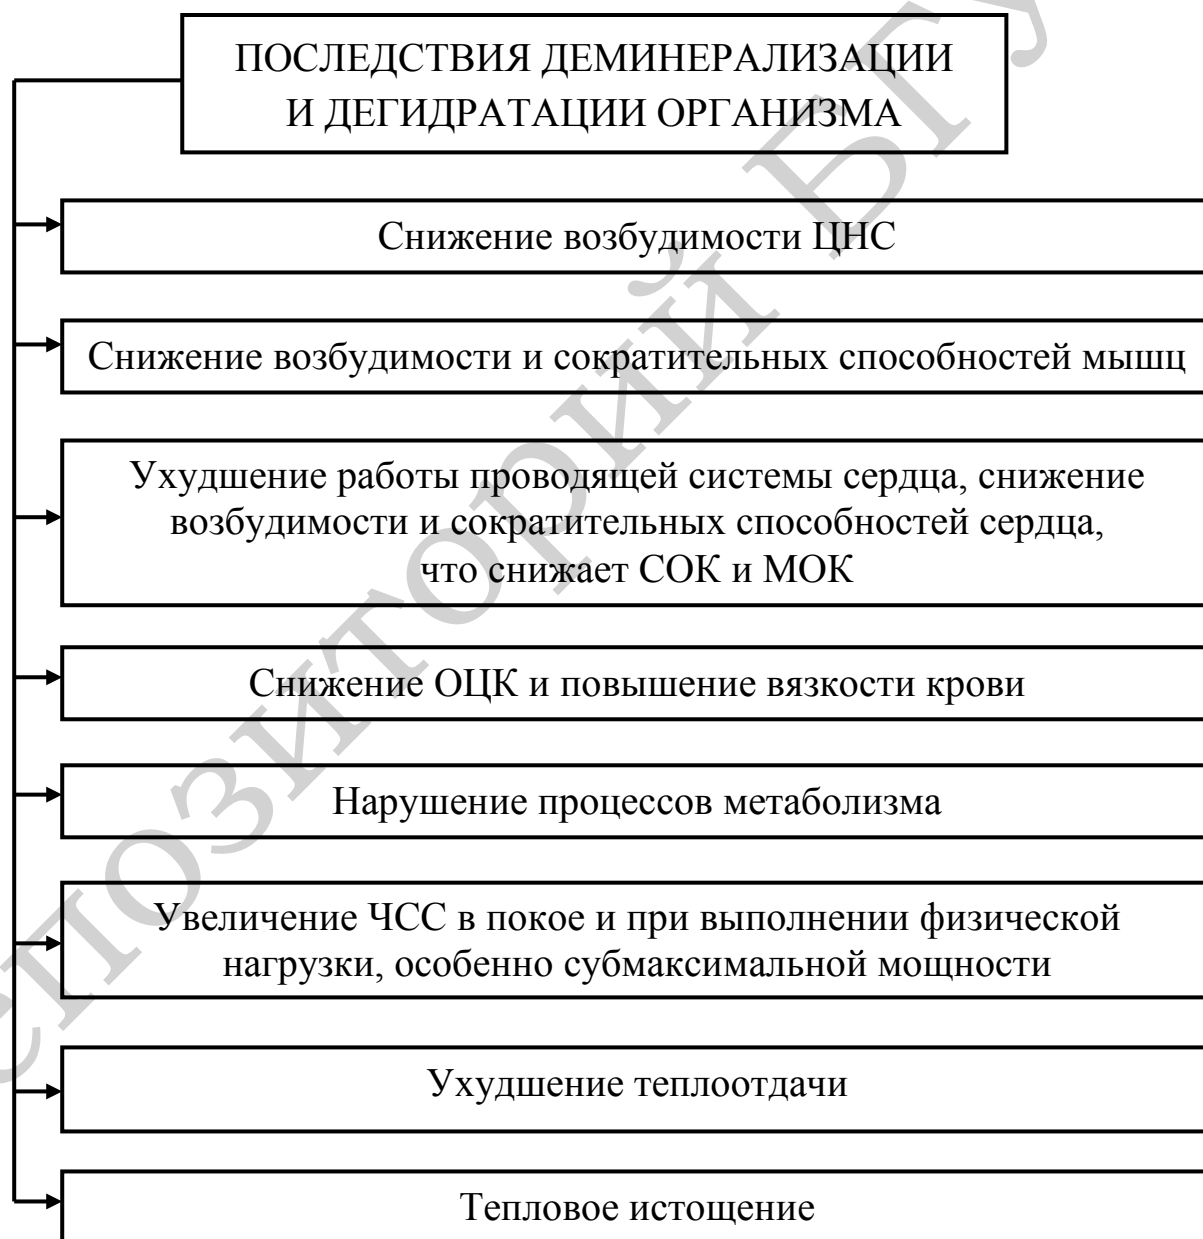 ПОСЛЕДСТВИЯ ДЕМИНЕРАЛИЗАЦИИ
И ДЕГИДРАТАЦИИ ОРГАНИЗМА
Снижение возбудимости ЦНС
Снижение возбудимости и сократительных способностей мышц
Ухудшение работы проводящей системы сердца, снижение
возбудимости и сократительных способностей сердца,
что снижает СОК и МОК
Снижение ОЦК и повышение вязкости крови
Нарушение процессов метаболизма
Увеличение ЧСС в покое и при выполнении физической
нагрузки, особенно субмаксимальной мощности
Ухудшение теплоотдачи
Тепловое истощение